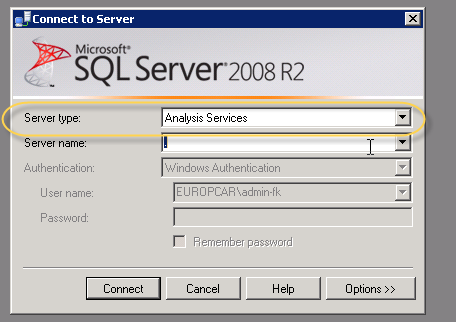 Connect to Server
Microsoft®
SQL Server® 2008 R2
Server type: Analysis Services
Server name: .
Authentication: Windows Authentication
User name: EUROPCAR\admin-fk
Password:
Remember password
Connect Cancel Help Options >>